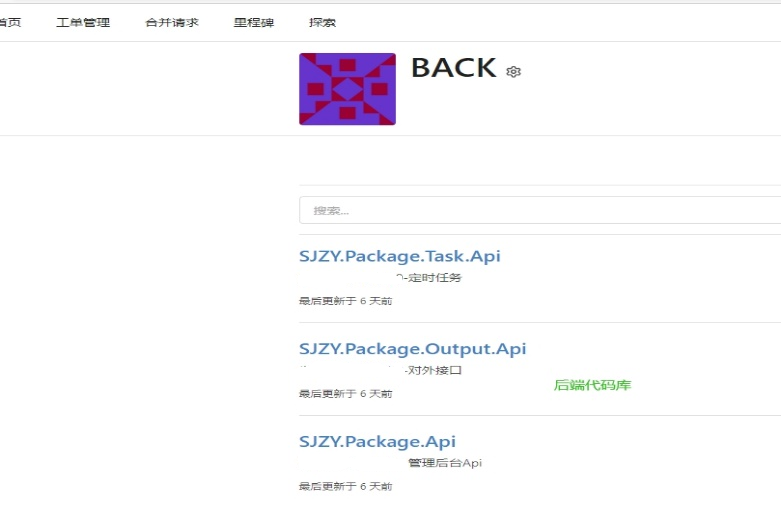 首页 工单管理 合并请求 里程碑 探索
BACK
搜索...
SJZY.Package.Task.Api
-定时任务
最后更新于 6 天前
SJZY.Package.Output.Api
-对外接口
后端代码库
最后更新于 6 天前
SJZY.Package.Api
管理后台Api
最后更新于 6 天前